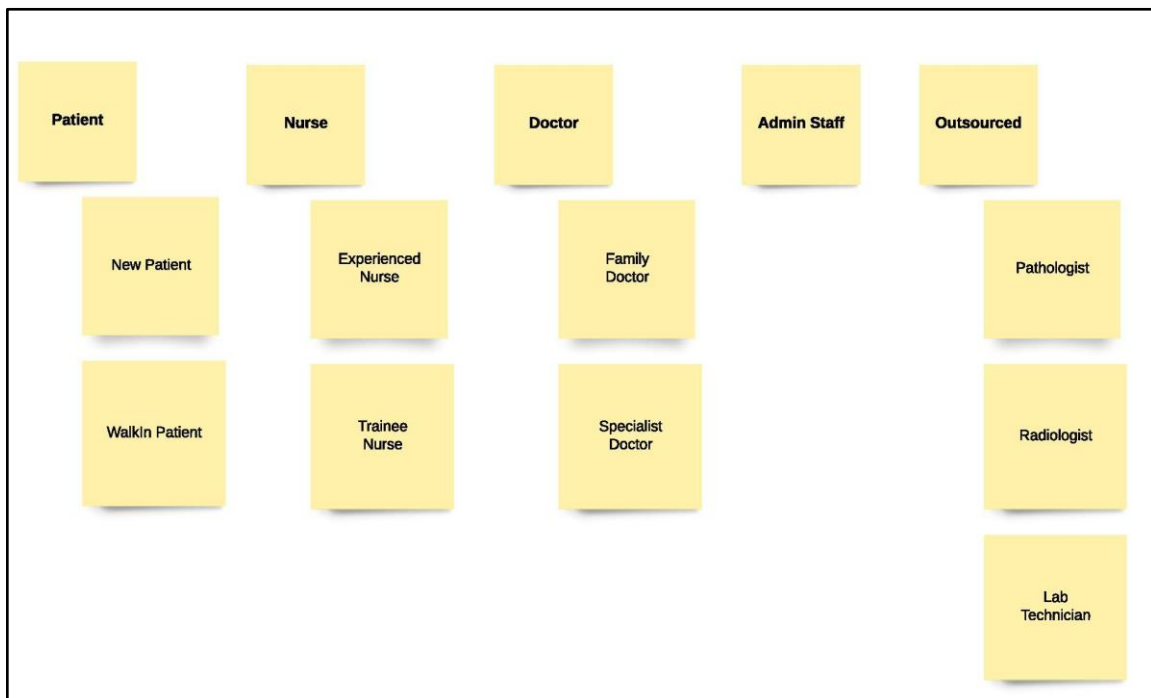 Patient
Nurse
Doctor
Admin Staff
Outsourced
New Patient
Experienced
Nurse
Family
Doctor
Pathologist
WalkIn Patient
Trainee
Nurse
Specialist
Doctor
Radiologist
Lab
Technician